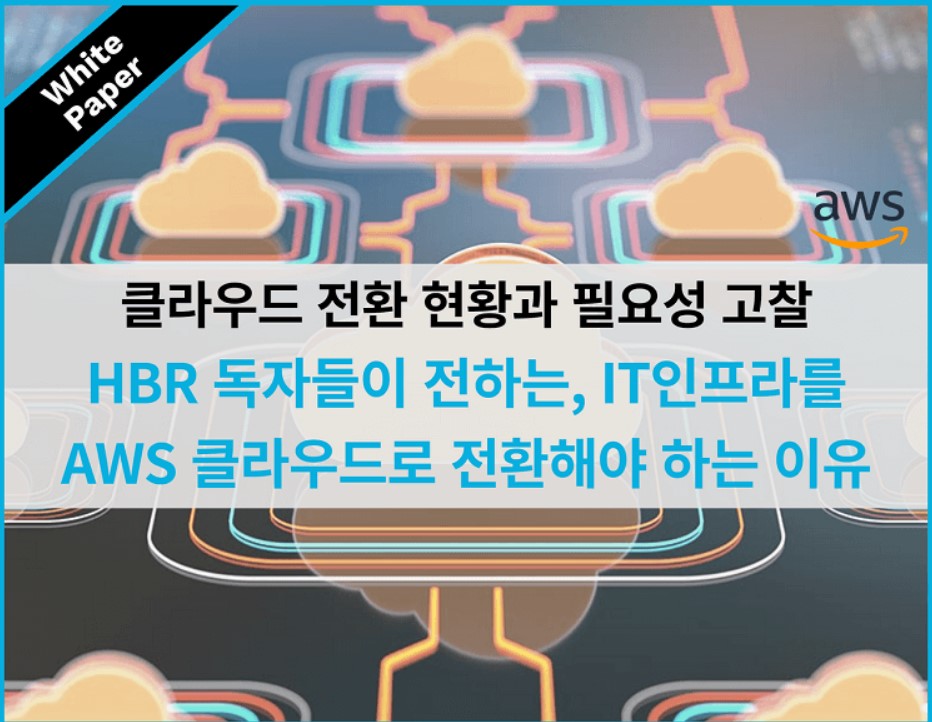 White
Paper
aws
클라우드 전환 현황과 필요성 고찰
HBR 독자들이 전하는, IT인프라를
AWS 클라우드로 전환해야 하는 이유